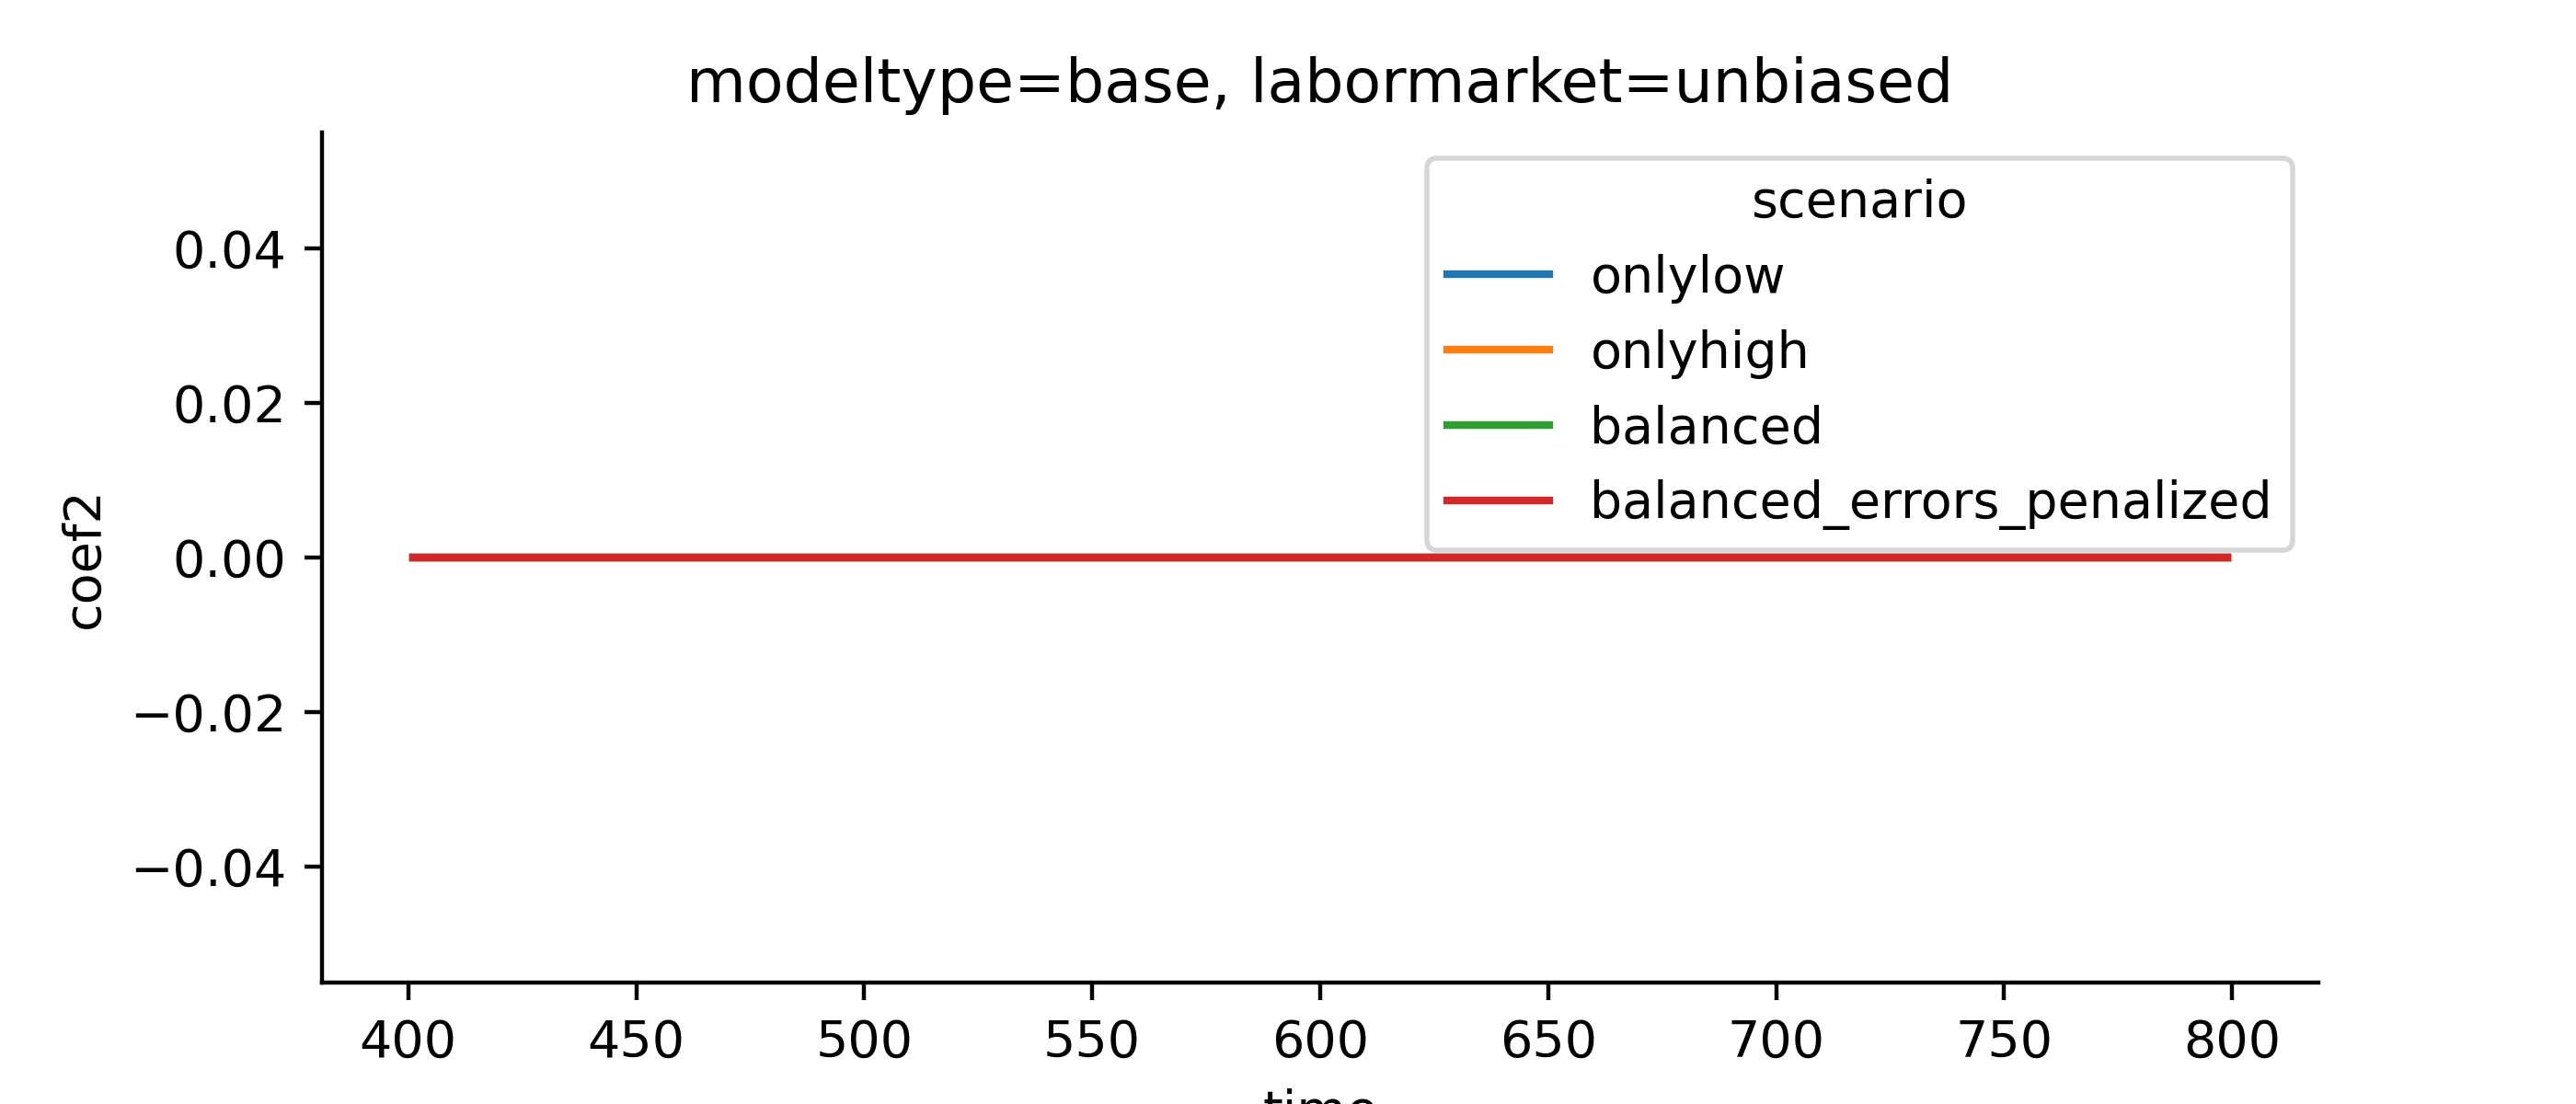 modeltype=base, labormarket=unbiased
scenario
onlylow
onlyhigh
balanced
balanced_errors_penalized
coef2
0.04
0.02
0.00
−0.02
−0.04
400 450 500 550 600 650 700 750 800
time